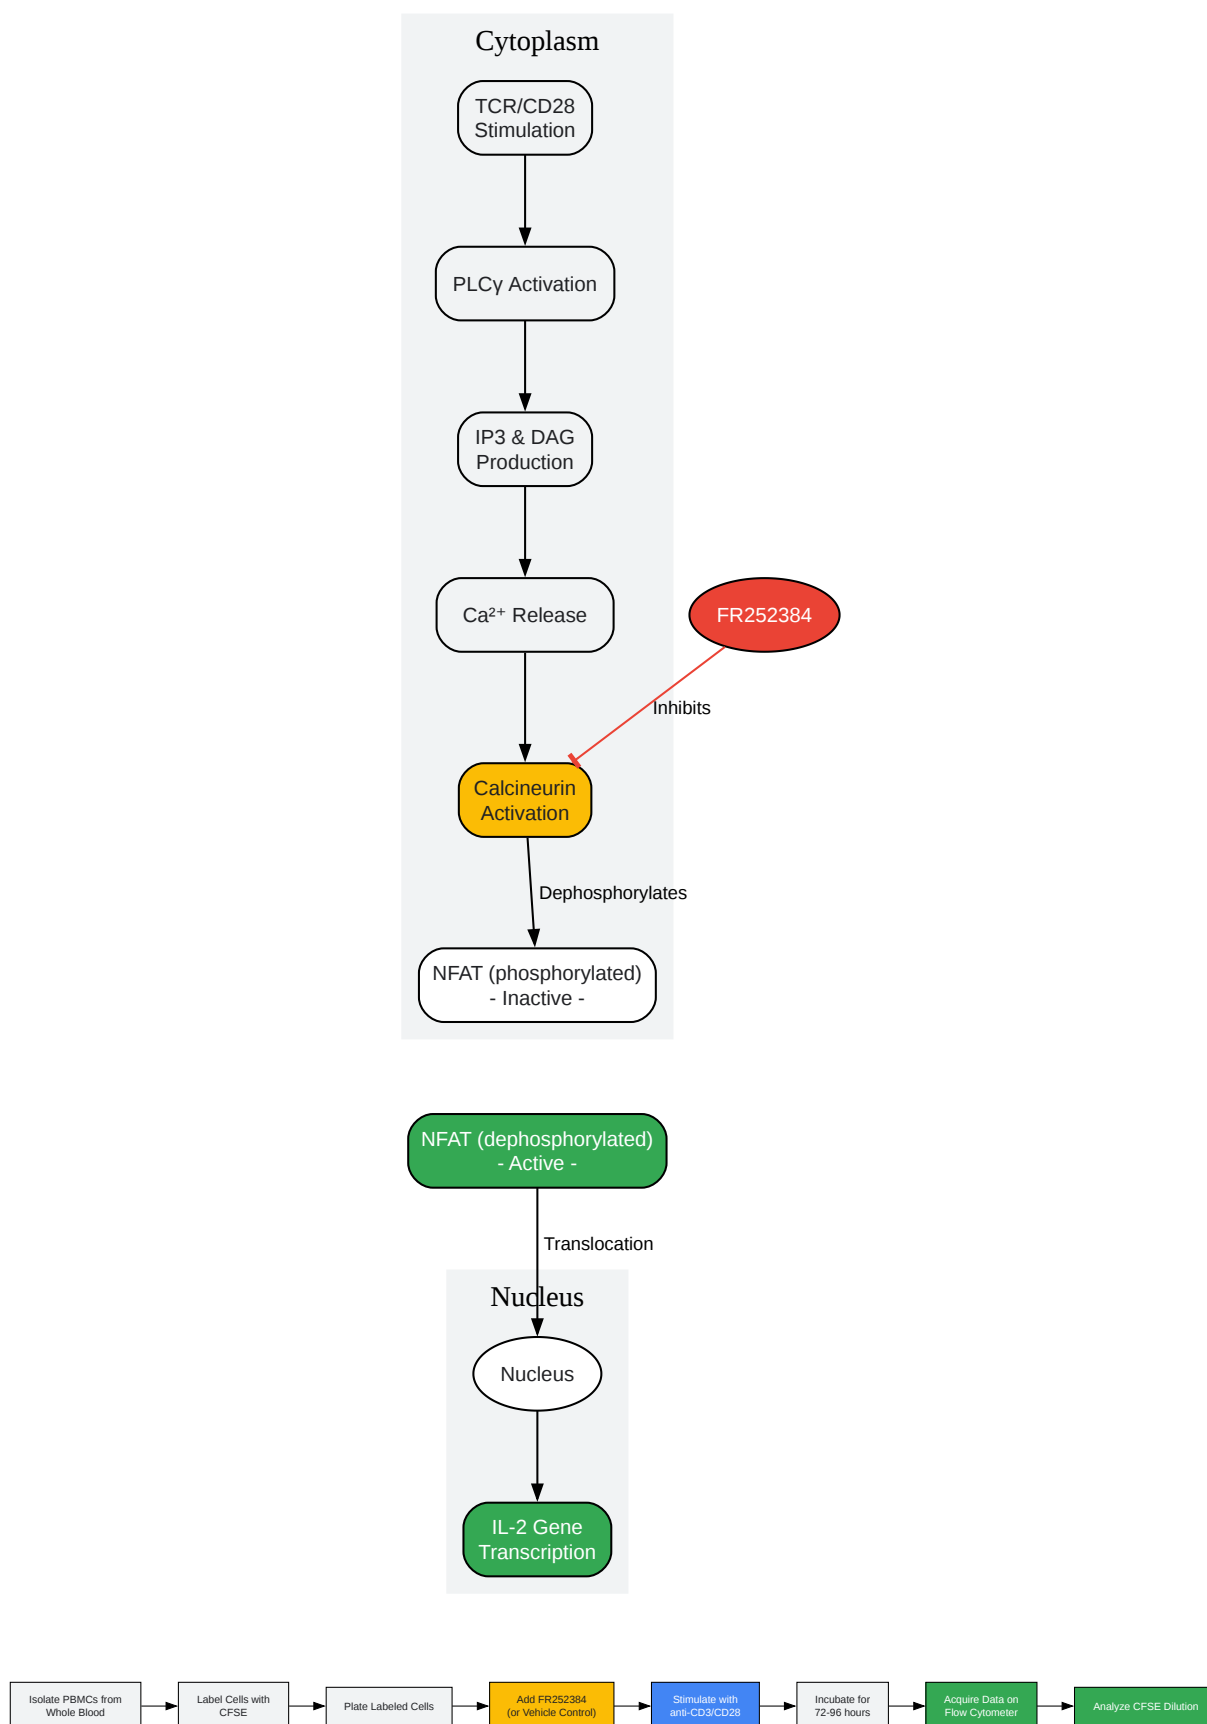 Cytoplasm
TCR/CD28
Stimulation
PLCγ Activation
IP3 & DAG
Production
Ca²⁺ Release
FR252384
Inhibits
Calcineurin
Activation
Dephosphorylates
NFAT (phosphorylated)
- Inactive -
NFAT (dephosphorylated)
- Active -
Translocation
Nucleus
Nucleus
IL-2 Gene
Transcription
Isolate PBMCs from
Whole Blood
Label Cells with
CFSE
Plate Labeled Cells
Add FR252384
(or Vehicle Control)
Stimulate with
anti-CD3/CD28
Incubate for
72-96 hours
Acquire Data on
Flow Cytometer
Analyze CFSE Dilution